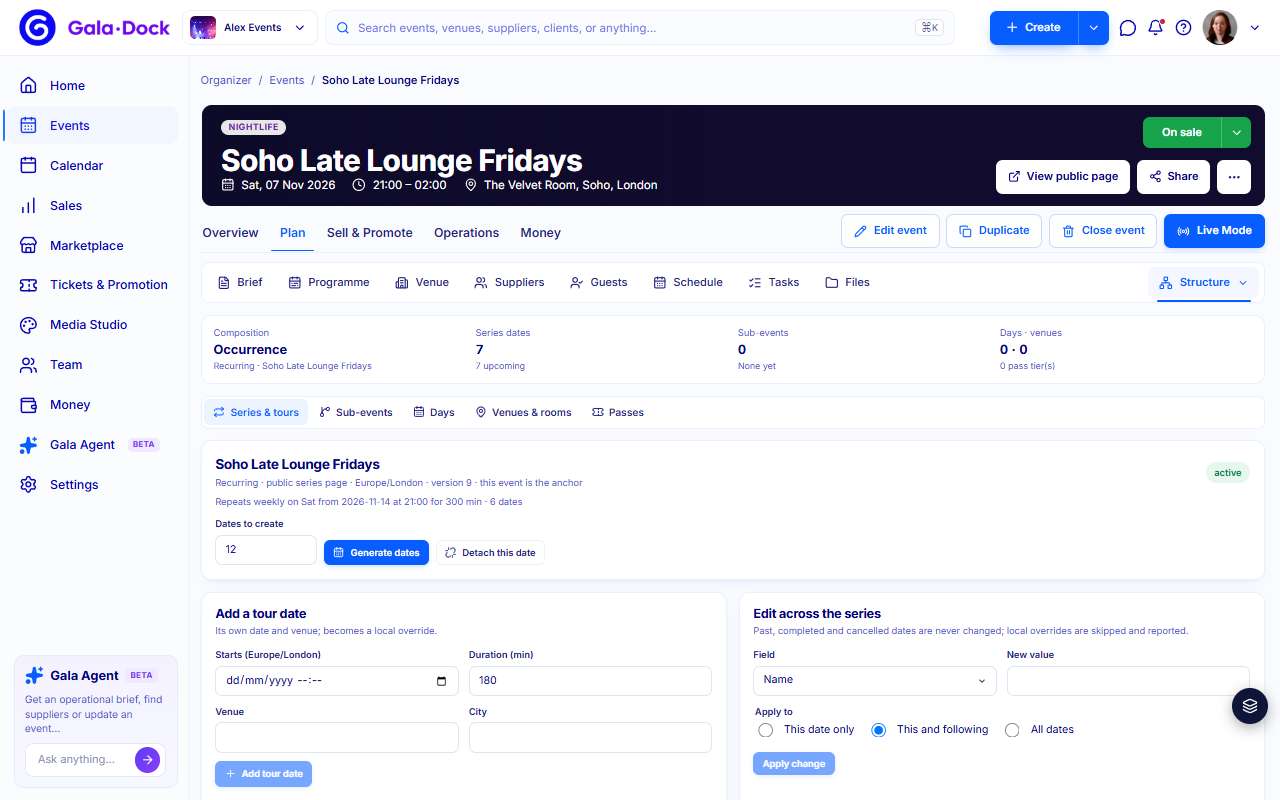 Gala·Dock
Alex Events
Search events, venues, suppliers, clients, or anything...
⌘K
+ Create
Home
Events
Calendar
Sales
Marketplace
Tickets & Promotion
Media Studio
Team
Money
Gala Agent BETA
Settings
Gala Agent BETA
Get an operational brief, find
suppliers or update an
event...
Ask anything...
Organizer / Events / Soho Late Lounge Fridays
NIGHTLIFE
Soho Late Lounge Fridays
Sat, 07 Nov 2026 21:00 – 02:00 The Velvet Room, Soho, London
On sale
View public page Share ...
Overview Plan Sell & Promote Operations Money
Edit event Duplicate Close event Live Mode
Brief Programme Venue Suppliers Guests Schedule Tasks Files Structure
Composition Series dates Sub-events Days · venues
Occurrence 7 0 0 · 0
Recurring · Soho Late Lounge Fridays 7 upcoming None yet 0 pass tier(s)
Series & tours Sub-events Days Venues & rooms Passes
Soho Late Lounge Fridays
active
Recurring · public series page · Europe/London · version 9 · this event is the anchor
Repeats weekly on Sat from 2026-11-14 at 21:00 for 300 min · 6 dates
Dates to create
12 Generate dates Detach this date
Add a tour date
Its own date and venue; becomes a local override.
Starts (Europe/London) Duration (min)
dd/mm/yyyy --:-- 180
Venue City
+ Add tour date
Edit across the series
Past, completed and cancelled dates are never changed; local overrides are skipped and reported.
Field New value
Name
Apply to
This date only This and following All dates
Apply change